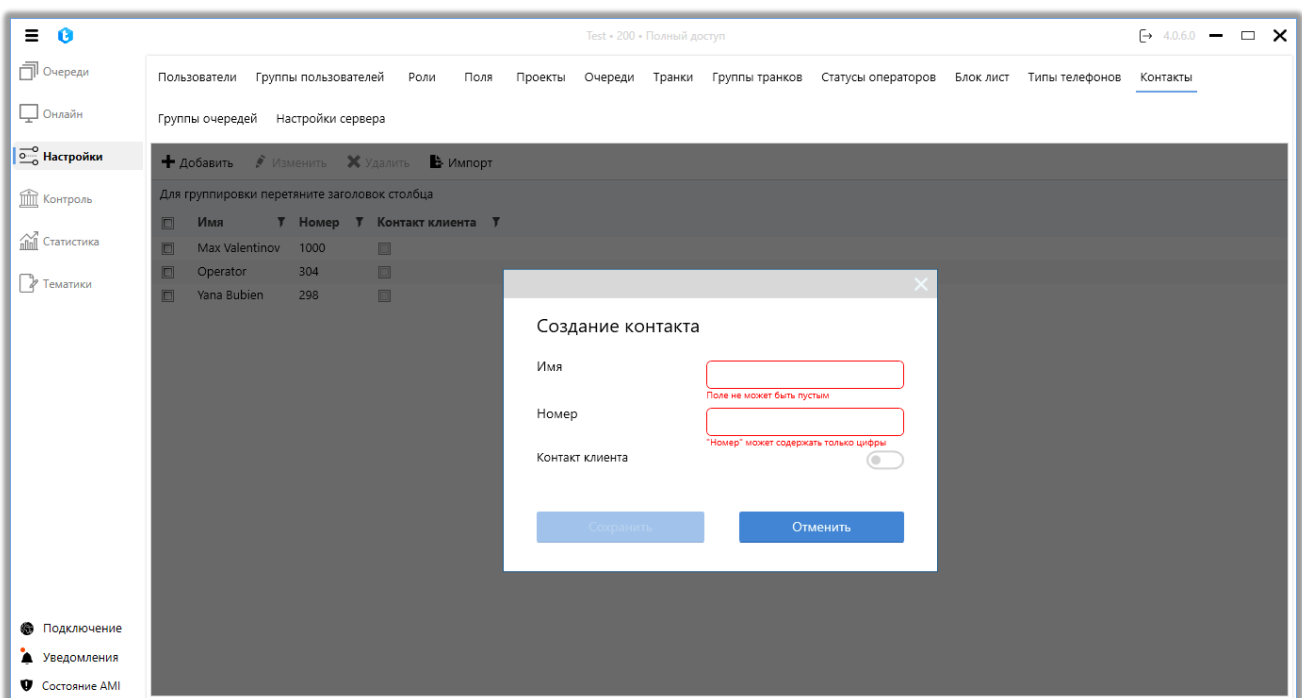 Test • 200 • Полный доступ
4.0.6.0
Очереди
Онлайн
Настройки
Контроль
Статистика
Тематики
Пользователи Группы пользователей Роли Поля Проекты Очереди Транки Группы транков Статусы операторов Блок лист Типы телефонов Контакты
Группы очередей Настройки сервера
Добавить Изменить Удалить Импорт
Для группировки перетяните заголовок столбца
Имя Номер Контакт клиента
Max Valentinov 1000
Operator 304
Yana Bubien 298
Создание контакта
Имя
Поле не может быть пустым
Номер
"Номер" может содержать только цифры
Контакт клиента
Сохранить Отменить
Подключение
Уведомления
Состояние AMI